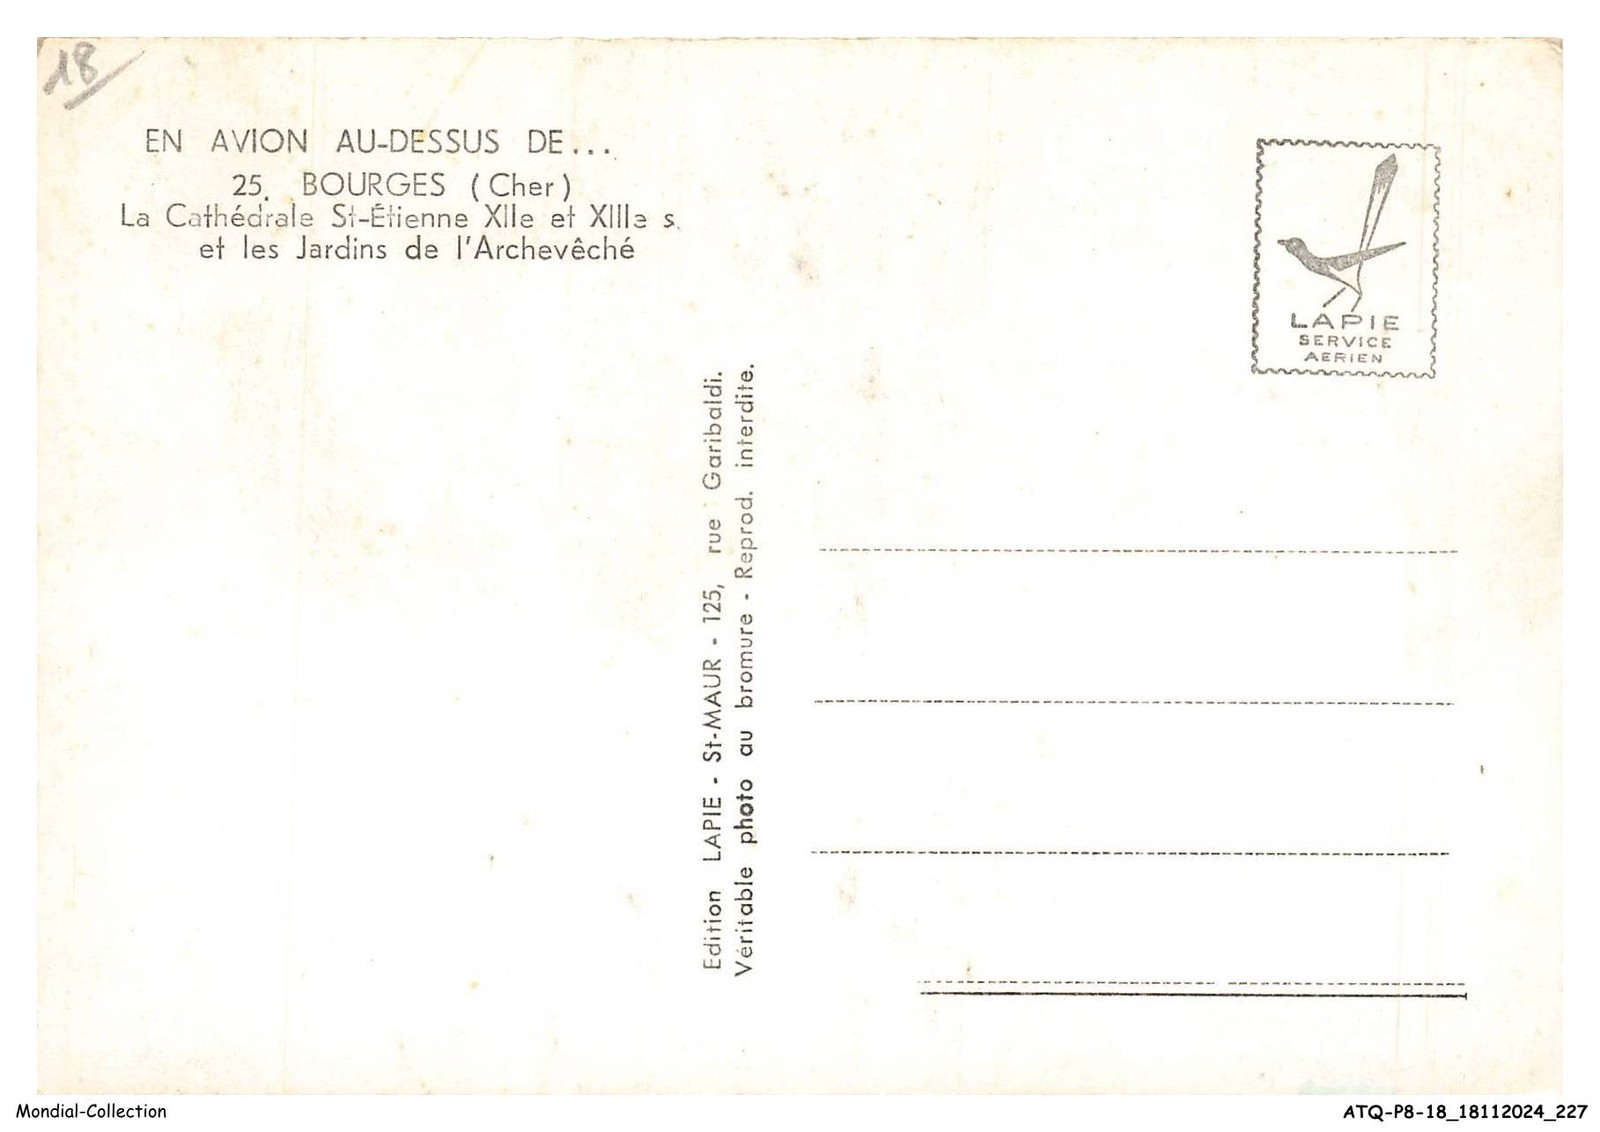 18
EN AVION AU-DESSUS DE...
25. BOURGES (Cher)
La Cathédrale St-Étienne XIIe et XIIIe s.
et les Jardins de l'Archevêché
LAPIE
SERVICE
AERIEN
Edition LAPIE - St-MAUR - 125, rue Garibaldi.
Véritable photo au bromure - Reprod. interdite.
Mondial-Collection
ATQ-P8-18_18112024_227